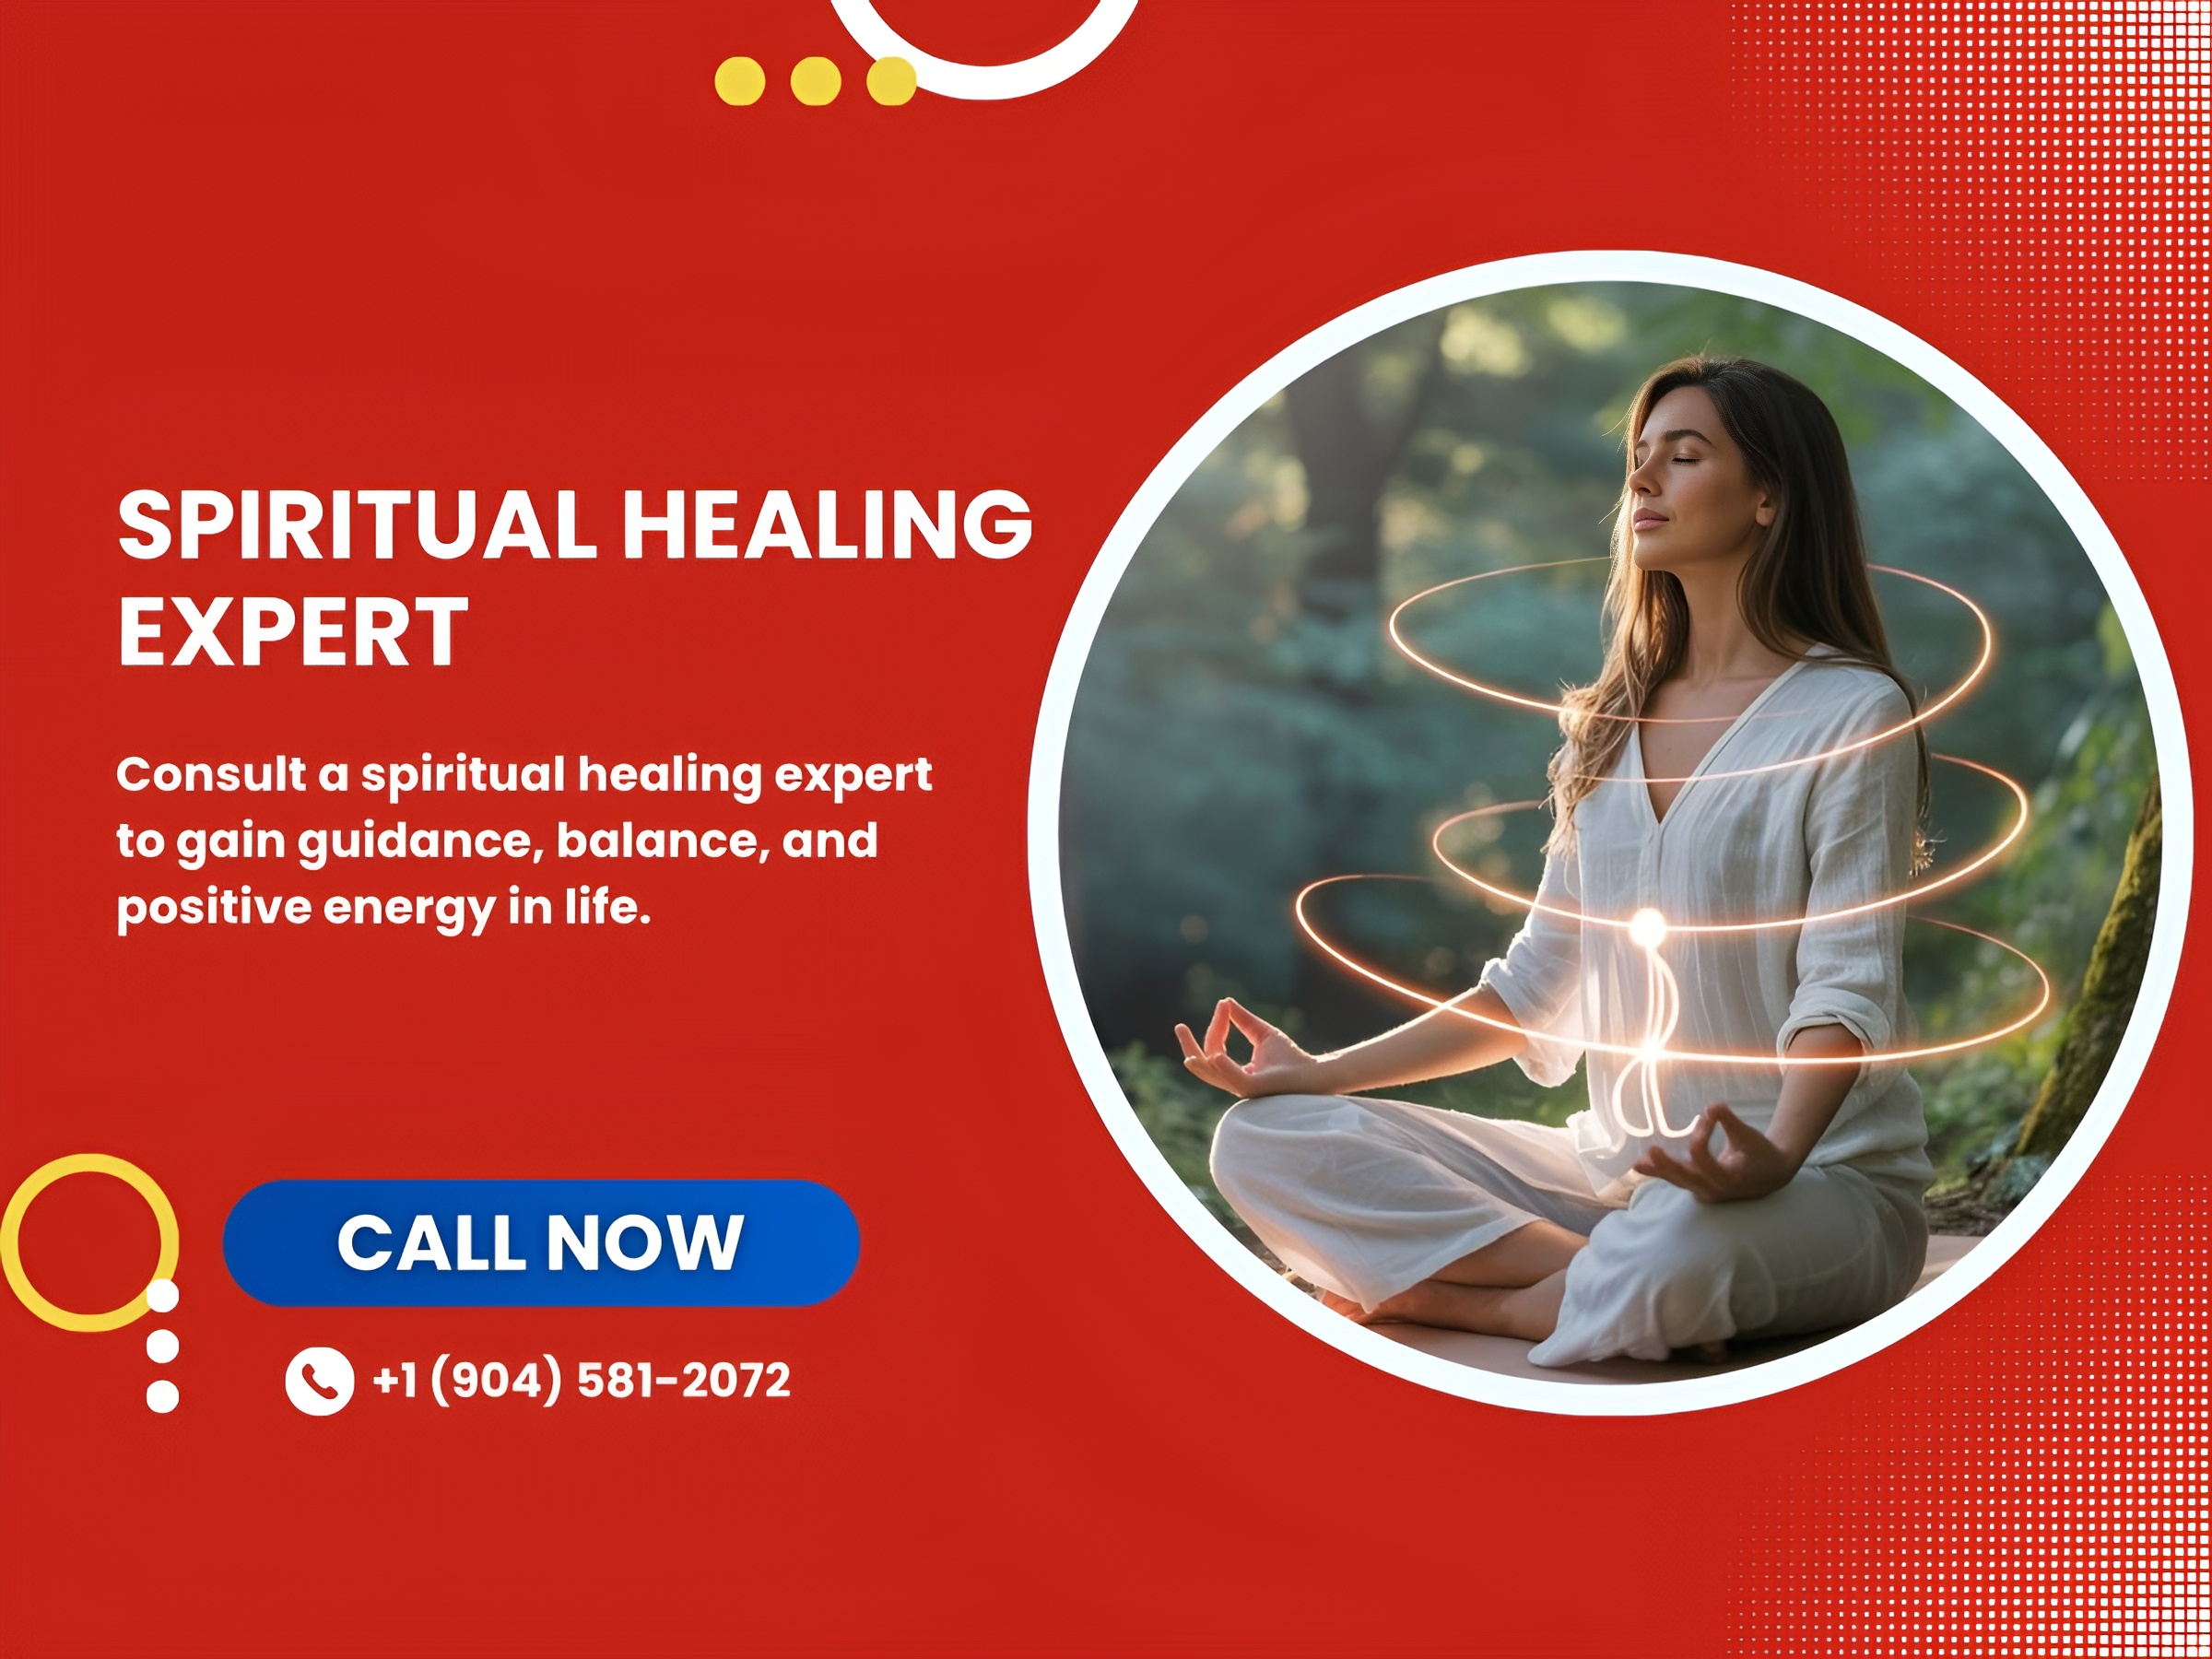 SPIRITUAL HEALING
EXPERT
Consult a spiritual healing expert
to gain guidance, balance, and
positive energy in life.
CALL NOW
+1 (904) 581-2072